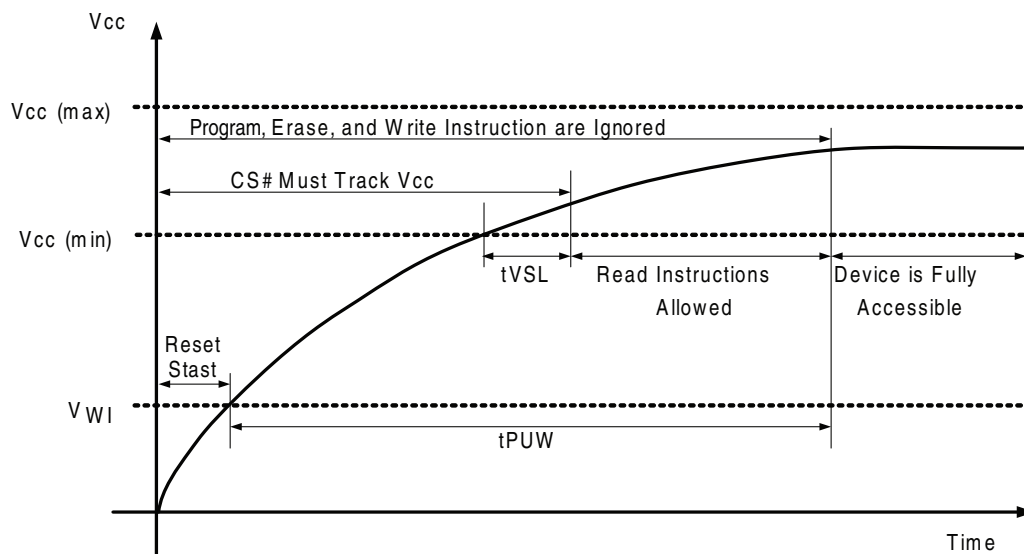 Vcc
Vcc (max)
Program, Erase, and Write Instruction are Ignored
CS# Must Track Vcc
Vcc (min)
tVSL
Read Instructions
Allowed
Device is Fully
Accessible
Reset
Stast
VWI
tPUW
Time